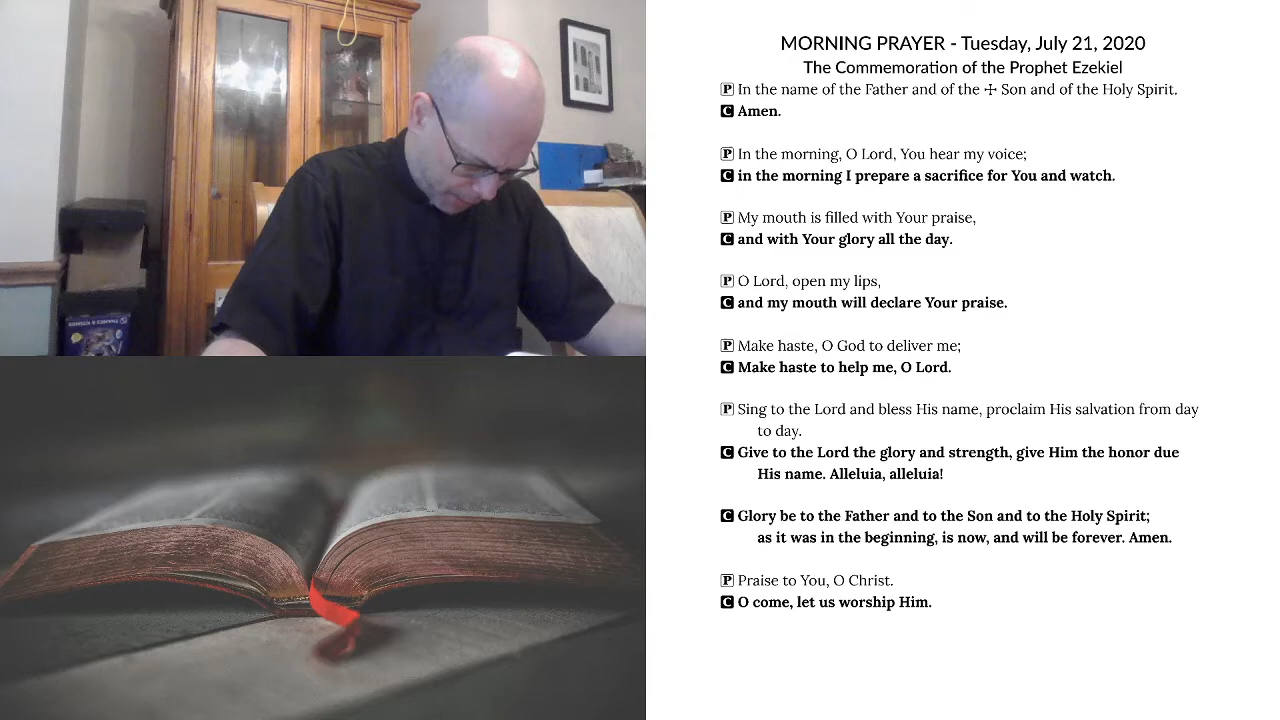 MORNING PRAYER - Tuesday, July 21, 2020
The Commemoration of the Prophet Ezekiel
P In the name of the Father and of the ☩ Son and of the Holy Spirit.
C Amen.
P In the morning, O Lord, You hear my voice;
C in the morning I prepare a sacrifice for You and watch.
P My mouth is filled with Your praise,
C and with Your glory all the day.
P O Lord, open my lips,
C and my mouth will declare Your praise.
P Make haste, O God to deliver me;
C Make haste to help me, O Lord.
P Sing to the Lord and bless His name, proclaim His salvation from day
to day.
C Give to the Lord the glory and strength, give Him the honor due
His name. Alleluia, alleluia!
C Glory be to the Father and to the Son and to the Holy Spirit;
as it was in the beginning, is now, and will be forever. Amen.
P Praise to You, O Christ.
C O come, let us worship Him.
THAMES & KOSMOS